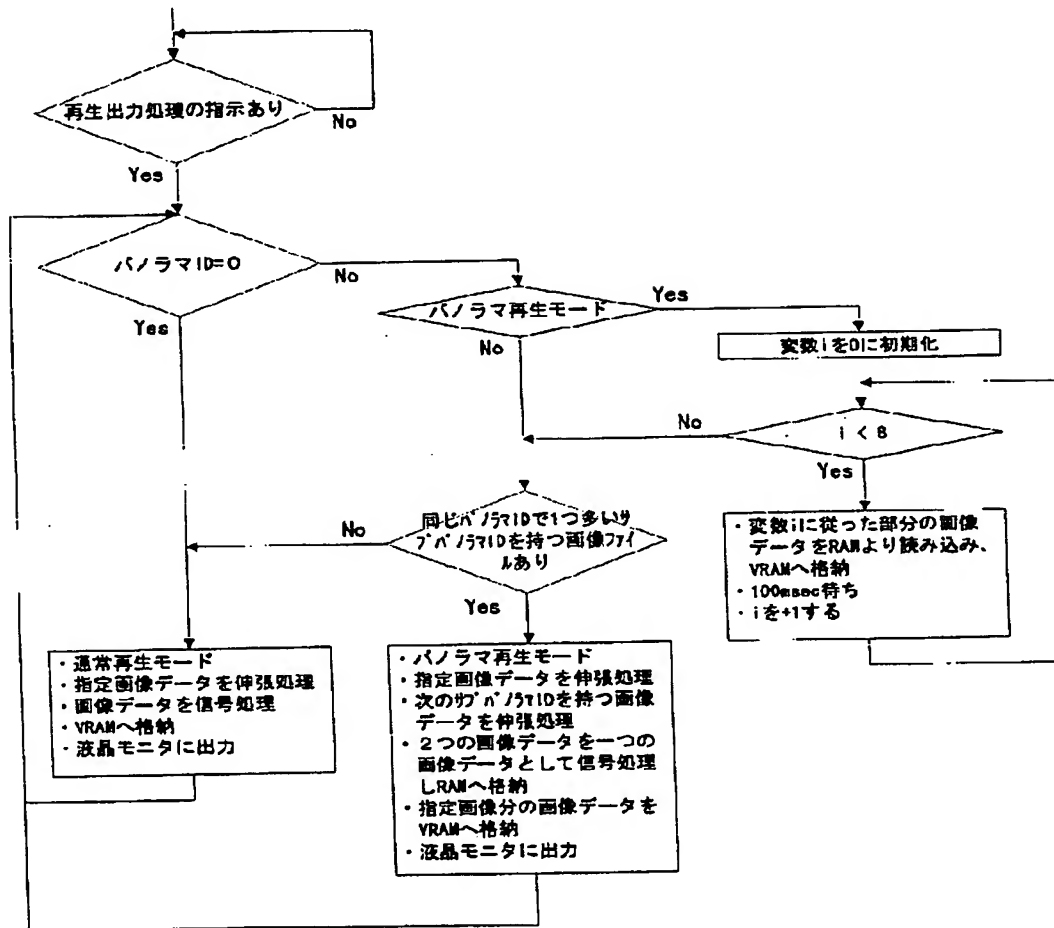 再生出力処理の指示あり
No
Yes
パノラマID=0
No
Yes
パノラマ再生モード
Yes
No
変数iを0に初期化
No
i < 8
Yes
同じパノラマIDで1つ多いサ
ブパノラマIDを持つ画像ファイ
ルあり
No
Yes
・変数iに従った部分の画像
データをRAMより読み込み、
VRAMへ格納
・100msec待ち
・iを+1する
・通常再生モード
・指定画像データを伸張処理
・画像データを信号処理
・VRAMへ格納
・液晶モニタに出力
・パノラマ再生モード
・指定画像データを伸張処理
・次のサブパノラマIDを持つ画像
データを伸張処理
・2つの画像データを一つの
画像データとして信号処理
しRAMへ格納
・指定画像分の画像データを
VRAMへ格納
・液晶モニタに出力